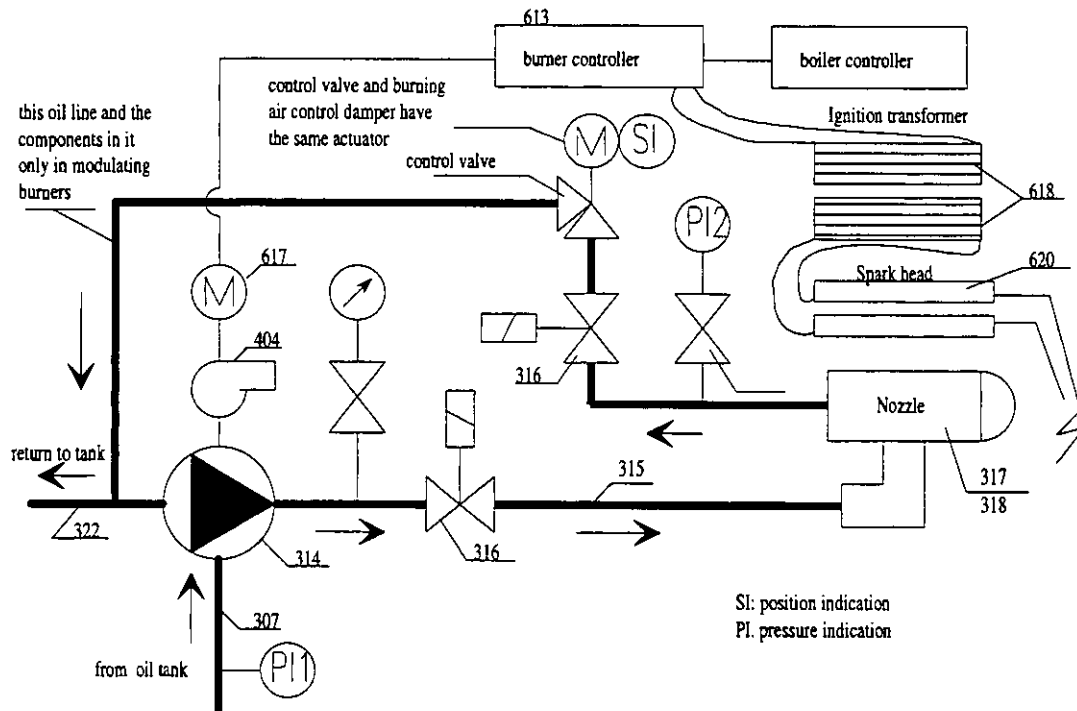 613
burner controller
boiler controller
control valve and burning
air control damper have
the same actuator
this oil line and the
components in it
only in modulating
burners
Ignition transformer
M
SI
control valve
618
PI2
617
M
Spark head
620
404
316
Nozzle
return to tank
315
317
318
322
314
316
307
SI: position indication
PI. pressure indication
from oil tank
PI1